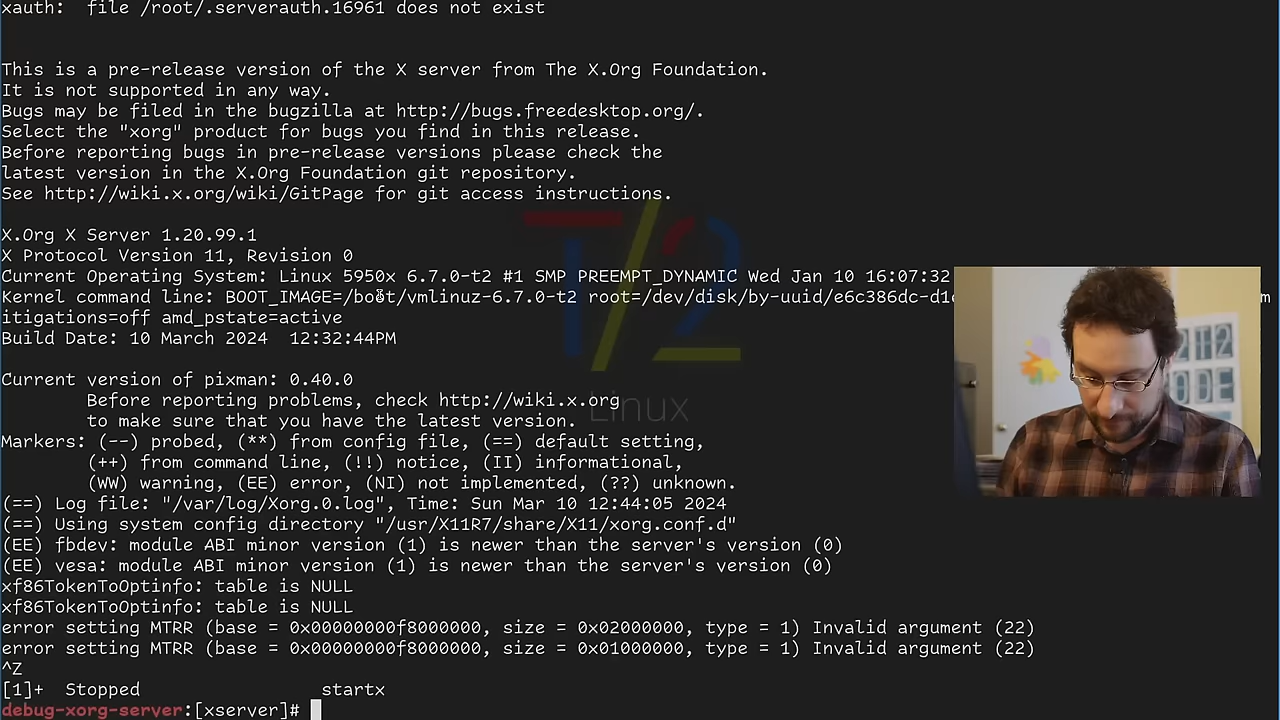 xauth:  file /root/.serverauth.16961 does not exist
This is a pre-release version of the X server from The X.Org Foundation.
It is not supported in any way.
Bugs may be filed in the bugzilla at http://bugs.freedesktop.org/.
Select the "xorg" product for bugs you find in this release.
Before reporting bugs in pre-release versions please check the
latest version in the X.Org Foundation git repository.
See http://wiki.x.org/wiki/GitPage for git access instructions.
T/2
Linux
X.Org X Server 1.20.99.1
X Protocol Version 11, Revision 0
Current Operating System: Linux 5950x 6.7.0-t2 #1 SMP PREEMPT_DYNAMIC Wed Jan 10 16:07:32
Kernel command line: BOOT_IMAGE=/boot/vmlinuz-6.7.0-t2 root=/dev/disk/by-uuid/e6c386dc-d1 m
itigations=off amd_pstate=active
Build Date: 10 March 2024  12:32:44PM
Current version of pixman: 0.40.0
        Before reporting problems, check http://wiki.x.org
        to make sure that you have the latest version.
Markers: (--) probed, (**) from config file, (==) default setting,
        (++) from command line, (!!) notice, (II) informational,
        (WW) warning, (EE) error, (NI) not implemented, (??) unknown.
(==) Log file: "/var/log/Xorg.0.log", Time: Sun Mar 10 12:44:05 2024
(==) Using system config directory "/usr/X11R7/share/X11/xorg.conf.d"
(EE) fbdev: module ABI minor version (1) is newer than the server's version (0)
(EE) vesa: module ABI minor version (1) is newer than the server's version (0)
xf86TokenToOptinfo: table is NULL
xf86TokenToOptinfo: table is NULL
error setting MTRR (base = 0x00000000f8000000, size = 0x02000000, type = 1) Invalid argument (22)
error setting MTRR (base = 0x00000000f8000000, size = 0x01000000, type = 1) Invalid argument (22)
^Z
[1]+  Stopped                 startx
debug-xorg-server:[xserver]#